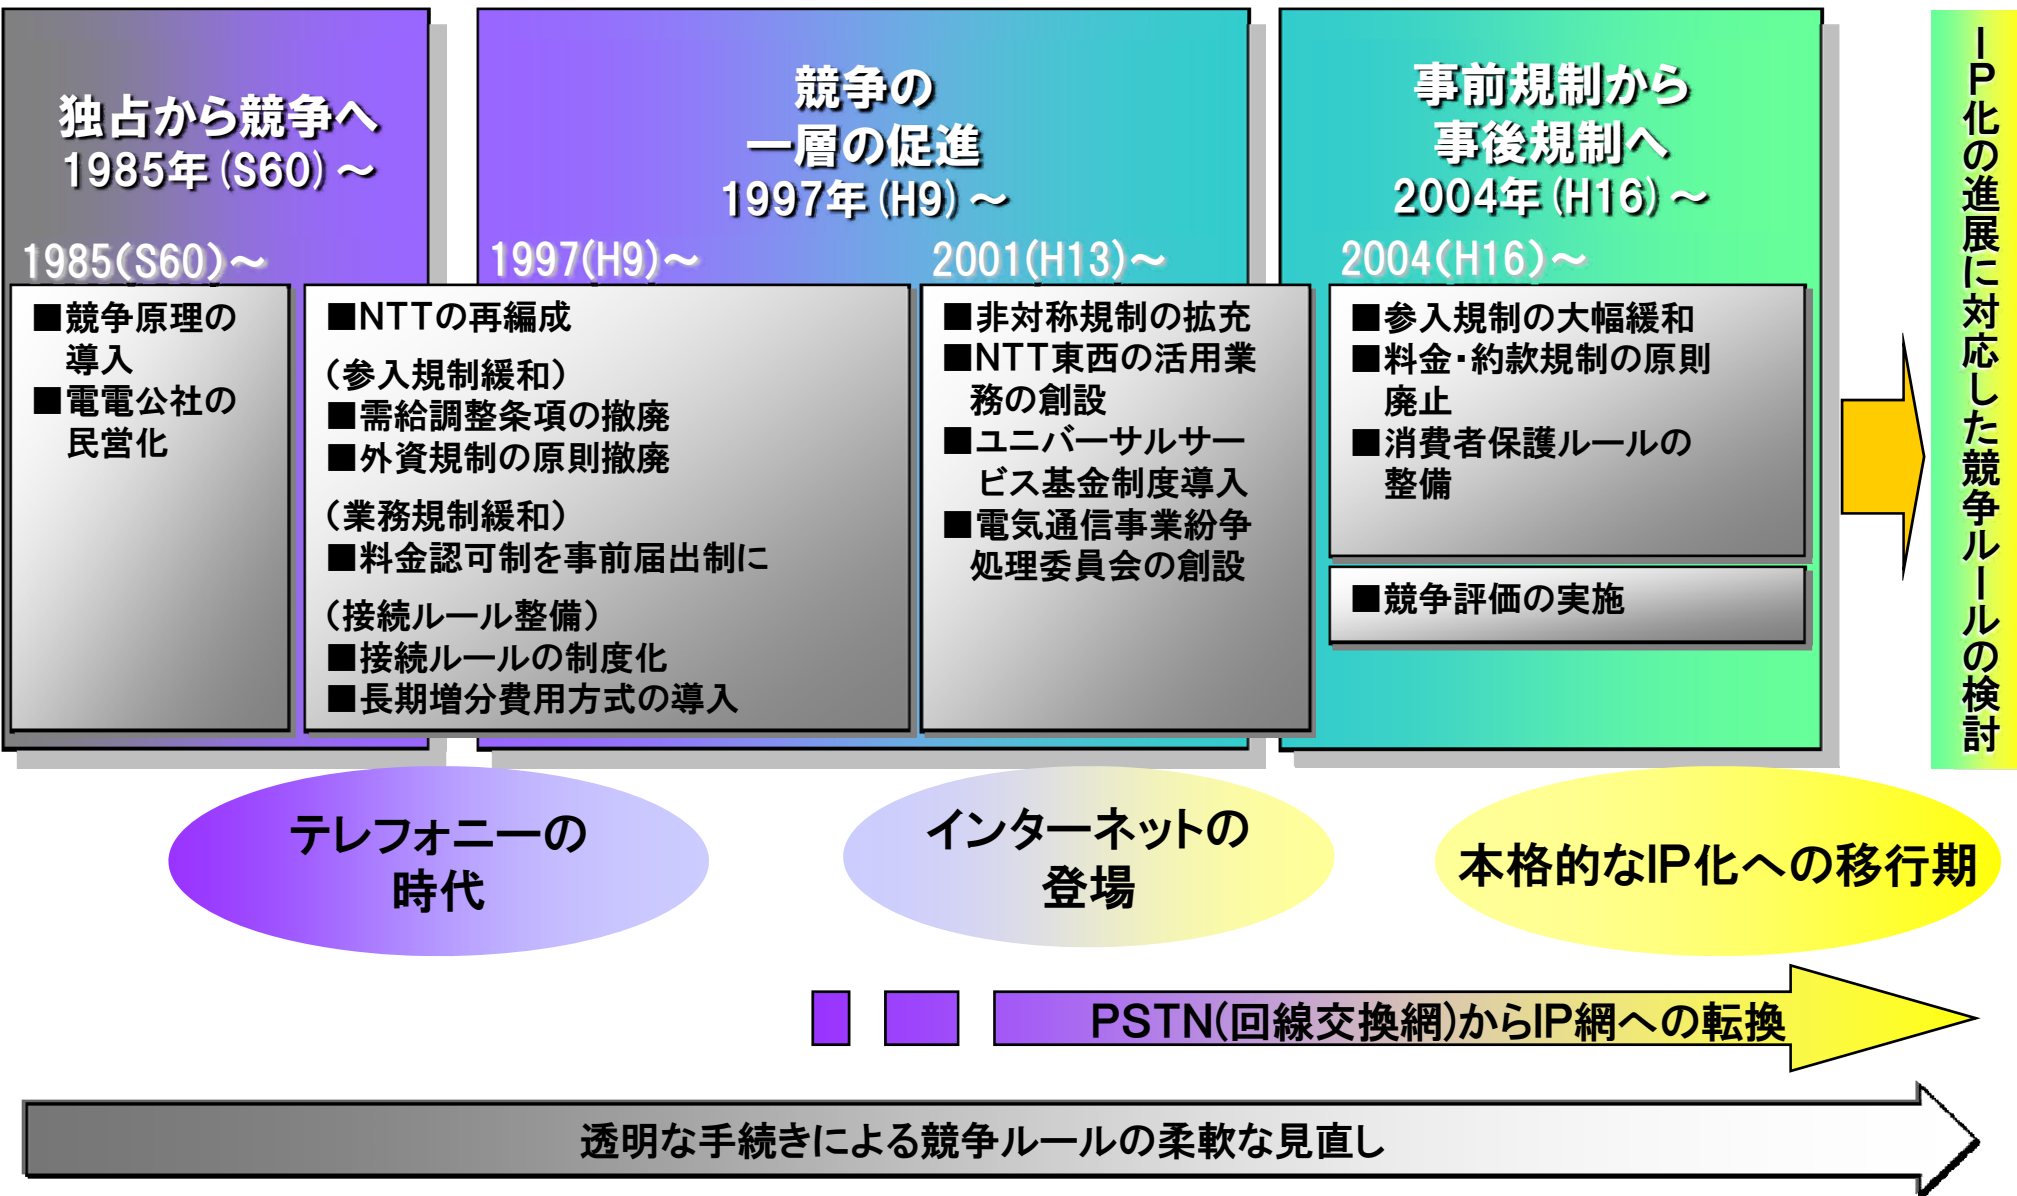 独占から競争へ
1985年(S60)～
競争の
一層の促進
1997年(H9)～
事前規制から
事後規制へ
2004年(H16)～
1985(S60)～
■競争原理の
導入
■電電公社の
民営化
1997(H9)～
■NTTの再編成
(参入規制緩和)
■需給調整条項の撤廃
■外資規制の原則撤廃
(業務規制緩和)
■料金認可制を事前届出制に
(接続ルール整備)
■接続ルールの制度化
■長期増分費用方式の導入
2001(H13)～
■非対称規制の拡充
■NTT東西の活用業
務の創設
■ユニバーサルサー
ビス基金制度導入
■電気通信事業紛争
処理委員会の創設
2004(H16)～
■参入規制の大幅緩和
■料金・約款規制の原則
廃止
■消費者保護ルールの
整備
■競争評価の実施
IP化の進展に対応した競争ルールの検討
テレフォニーの
時代
インターネットの
登場
本格的なIP化への移行期
PSTN(回線交換網)からIP網への転換
透明な手続きによる競争ルールの柔軟な見直し